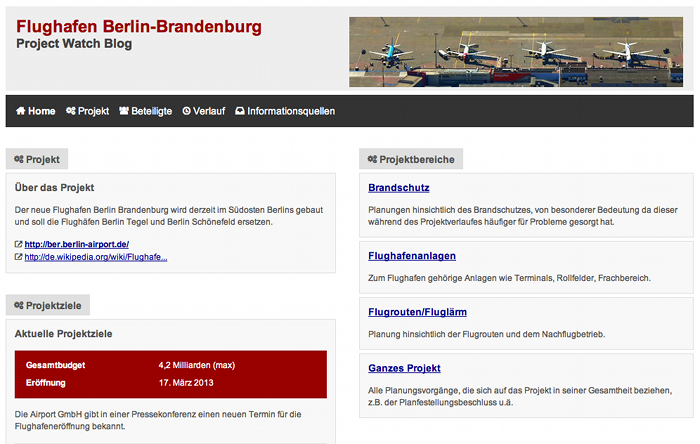 Flughafen Berlin-Brandenburg
Project Watch Blog
Home Projekt Beteiligte Verlauf Informationsquellen
Projekt
Über das Projekt
Der neue Flughafen Berlin Brandenburg wird derzeit im Südosten Berlins gebaut
und soll die Flughäfen Berlin Tegel und Berlin Schönefeld ersetzen.
http://ber.berlin-airport.de/
http://de.wikipedia.org/wiki/Flughafe...
Projektziele
Aktuelle Projektziele
Gesamtbudget 4,2 Milliarden (max)
Eröffnung 17. März 2013
Die Airport GmbH gibt in einer Pressekonferenz einen neuen Termin für die
Flughafeneröffnung bekannt.
Projektbereiche
Brandschutz
Planungen hinsichtlich des Brandschutzes, von besonderer Bedeutung da dieser
während des Projektverlaufes häufiger für Probleme gesorgt hat.
Flughafenanlagen
Zum Flughafen gehörige Anlagen wie Terminals, Rollfelder, Frachbereich.
Flugrouten/Fluglärm
Planung hinsichtlich der Flugrouten und dem Nachflugbetrieb.
Ganzes Projekt
Alle Planungsvorgänge, die sich auf das Projekt in seiner Gesamtheit beziehen,
z.B. der Planfestellungsbeschluss u.ä.